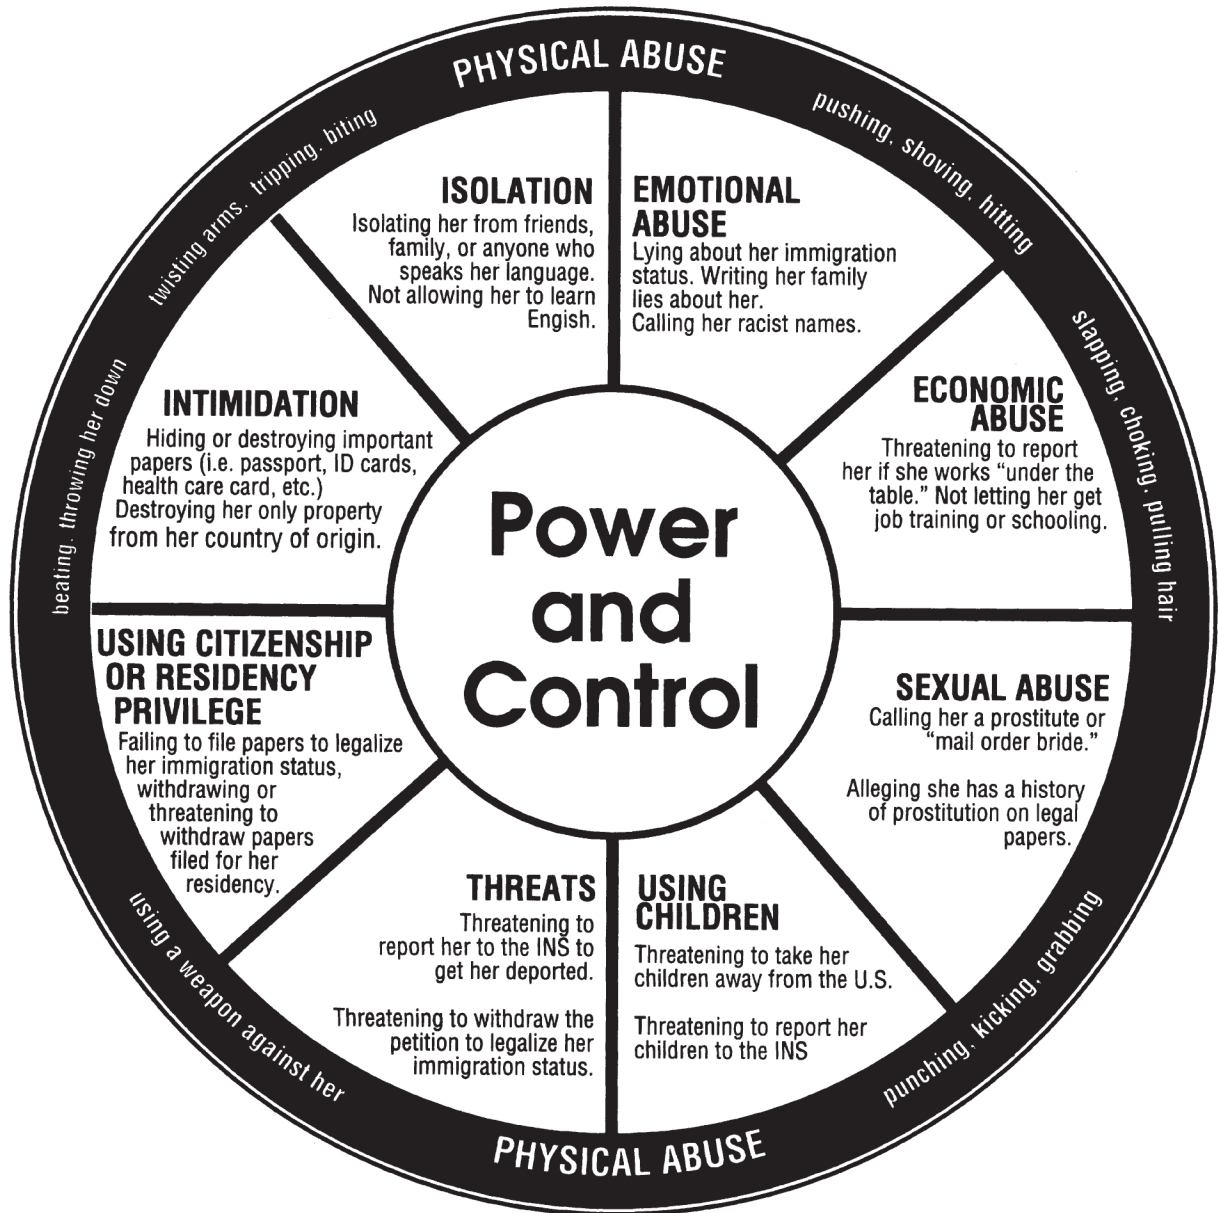 PHYSICAL ABUSE
pushing, shoving, hitting
slapping, choking, pulling hair
punching, kicking, grabbing
PHYSICAL ABUSE
using a weapon against her
beating, throwing her down
twisting arms, tripping, biting
Power
and
Control
ISOLATION
Isolating her from friends,
family, or anyone who
speaks her language.
Not allowing her to learn
Engish.
EMOTIONAL
ABUSE
Lying about her immigration
status. Writing her family
lies about her.
Calling her racist names.
ECONOMIC
ABUSE
Threatening to report
her if she works “under the
table.” Not letting her get
job training or schooling.
SEXUAL ABUSE
Calling her a prostitute or
“mail order bride.”
Alleging she has a history
of prostitution on legal
papers.
USING
CHILDREN
Threatening to take her
children away from the U.S.
Threatening to report her
children to the INS
THREATS
Threatening to
report her to the INS to
get her deported.
Threatening to withdraw the
petition to legalize her
immigration status.
USING CITIZENSHIP
OR RESIDENCY
PRIVILEGE
Failing to file papers to legalize
her immigration status,
withdrawing or
threatening to
withdraw papers
filed for her
residency.
INTIMIDATION
Hiding or destroying important
papers (i.e. passport, ID cards,
health care card, etc.)
Destroying her only property
from her country of origin.